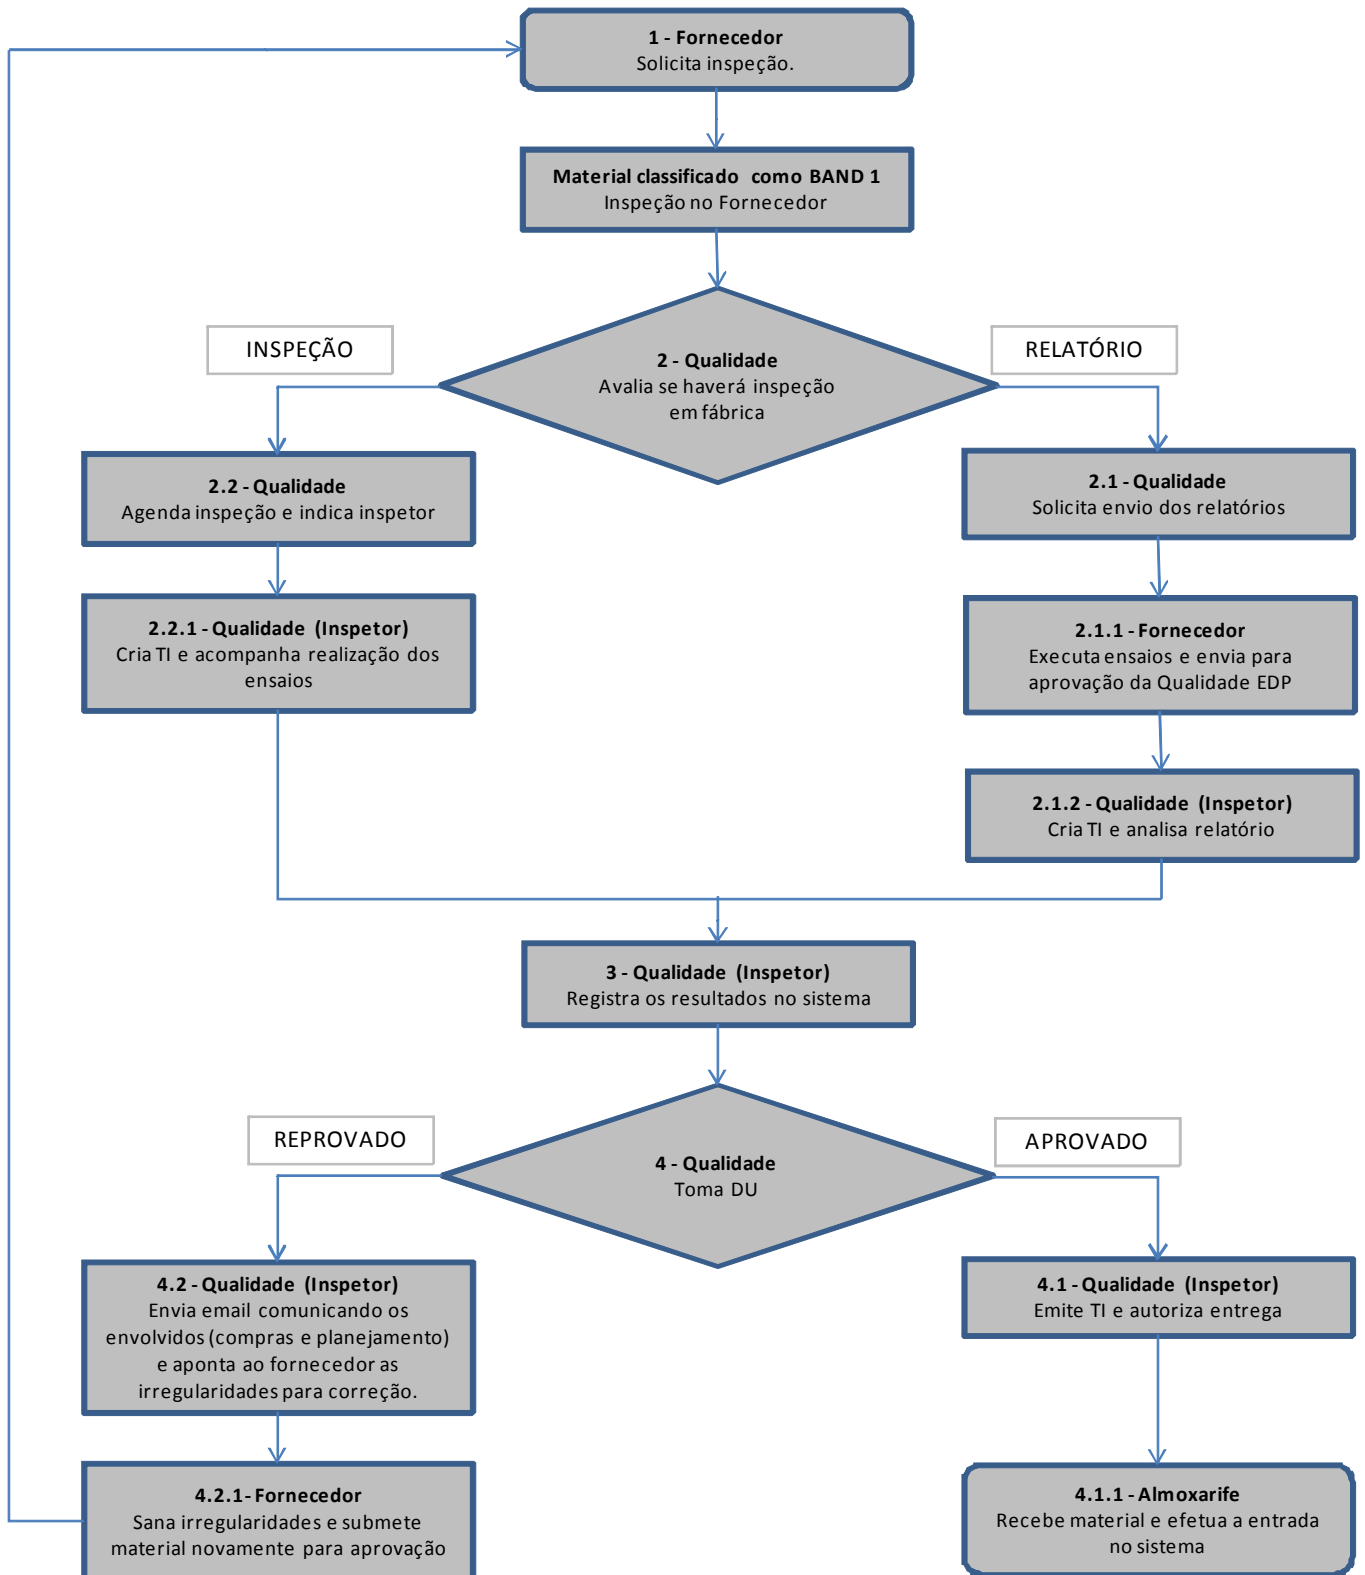 1 - Fornecedor
Solicita inspeção.
Material classificado como BAND 1
Inspeção no Fornecedor
INSPEÇÃO
RELATÓRIO
2 - Qualidade
Avalia se haverá inspeção
em fábrica
2.2 - Qualidade
Agenda inspeção e indica inspetor
2.1 - Qualidade
Solicita envio dos relatórios
2.2.1 - Qualidade (Inspetor)
Cria TI e acompanha realização dos
ensaios
2.1.1 - Fornecedor
Executa ensaios e envia para
aprovação da Qualidade EDP
2.1.2 - Qualidade (Inspetor)
Cria TI e analisa relatório
3 - Qualidade (Inspetor)
Registra os resultados no sistema
REPROVADO
APROVADO
4 - Qualidade
Toma DU
4.2 - Qualidade (Inspetor)
Envia email comunicando os
envolvidos (compras e planejamento)
e aponta ao fornecedor as
irregularidades para correção.
4.1 - Qualidade (Inspetor)
Emite TI e autoriza entrega
4.2.1- Fornecedor
Sana irregularidades e submete
material novamente para aprovação
4.1.1 - Almoxarife
Recebe material e efetua a entrada
no sistema